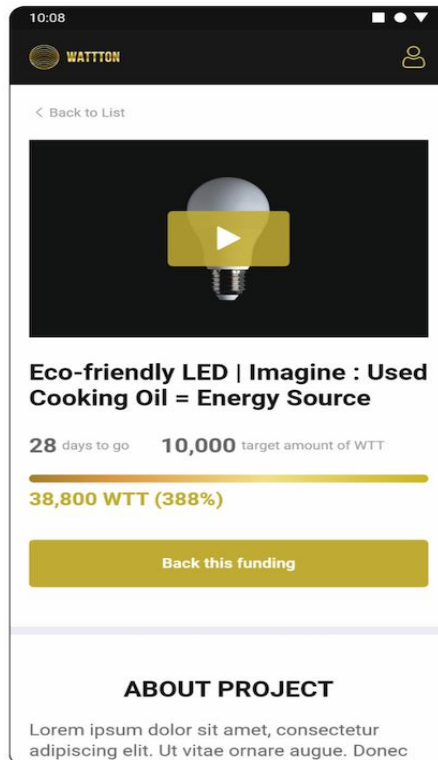 10:08
WATTTON
< Back to List
Eco-friendly LED | Imagine : Used
Cooking Oil = Energy Source
28 days to go 10,000 target amount of WTT
38,800 WTT (388%)
Back this funding
ABOUT PROJECT
Lorem ipsum dolor sit amet, consectetur
adipiscing elit. Ut vitae ornare augue. Donec